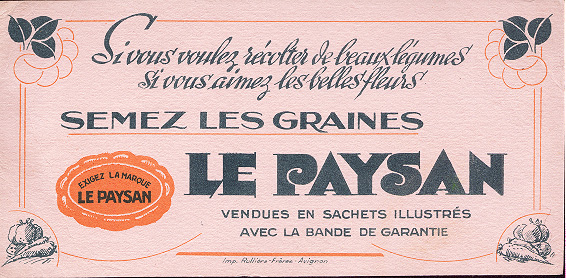 Si vous voulez récolter de beaux légumes
si vous aimez les belles fleurs
SEMEZ LES GRAINES
LE PAYSAN
EXIGEZ LA MARQUE
LE PAYSAN
VENDUES EN SACHETS ILLUSTRÉS
AVEC LA BANDE DE GARANTIE
Imp. Rullière-Frères-Avignon